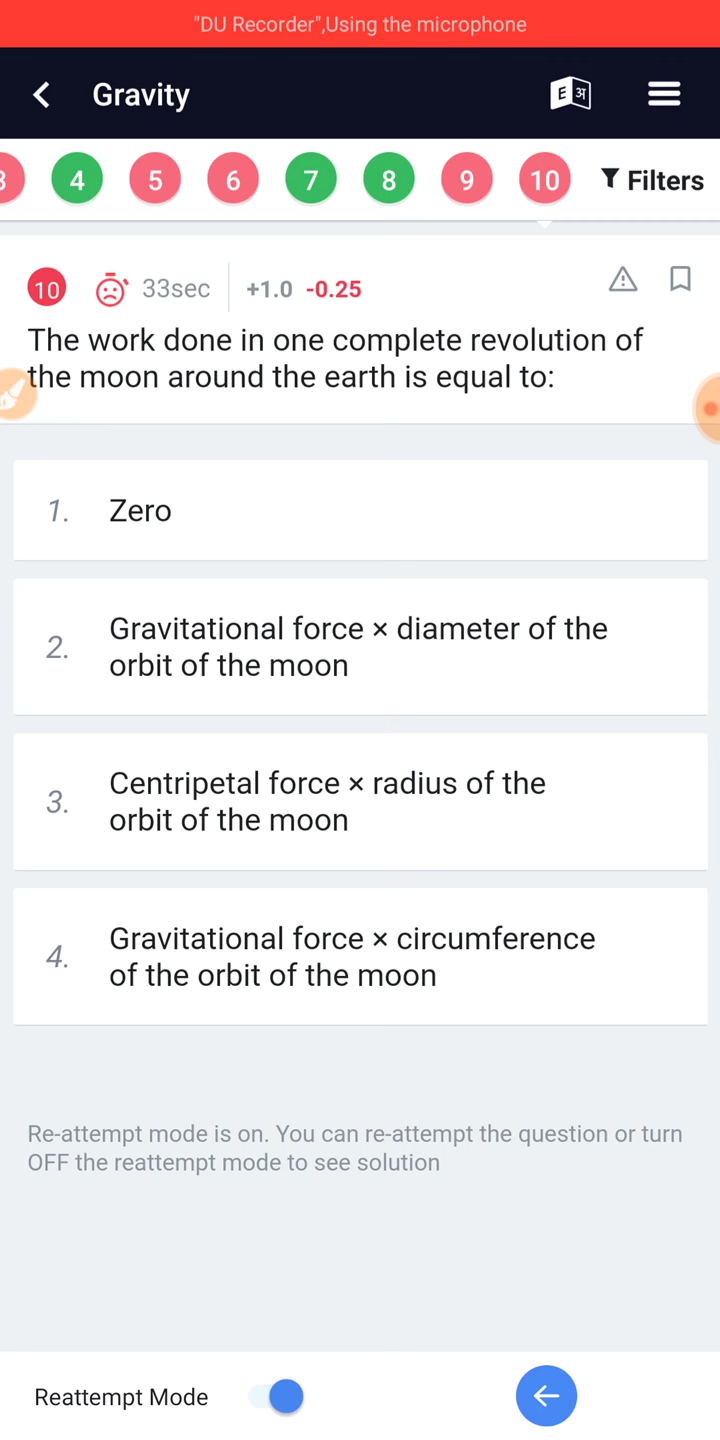 "DU Recorder",Using the microphone
Gravity
E अ
3 4 5 6 7 8 9 10 Filters
10 33sec +1.0 -0.25
The work done in one complete revolution of
the moon around the earth is equal to:
1. Zero
2. Gravitational force × diameter of the
orbit of the moon
3. Centripetal force × radius of the
orbit of the moon
4. Gravitational force × circumference
of the orbit of the moon
Re-attempt mode is on. You can re-attempt the question or turn
OFF the reattempt mode to see solution
Reattempt Mode